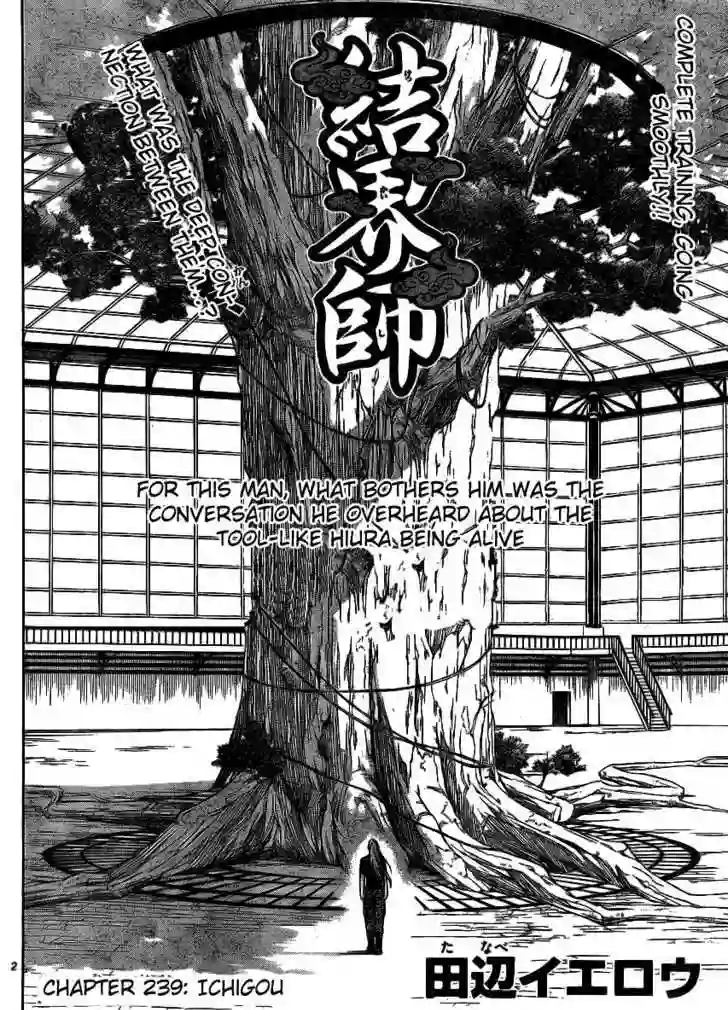 COMPLETE TRAINING, GOING
SMOOTHLY!!
結界師
WHAT WAS THE DEER CON-
NECTION BETWEEN THEM...?
FOR THIS MAN, WHAT BOTHERS HIM WAS THE
CONVERSATION HE OVERHEARD ABOUT THE
TOOL-LIKE HIURA BEING ALIVE
た なべ
田辺イエロウ
CHAPTER 239: ICHIGOU
2